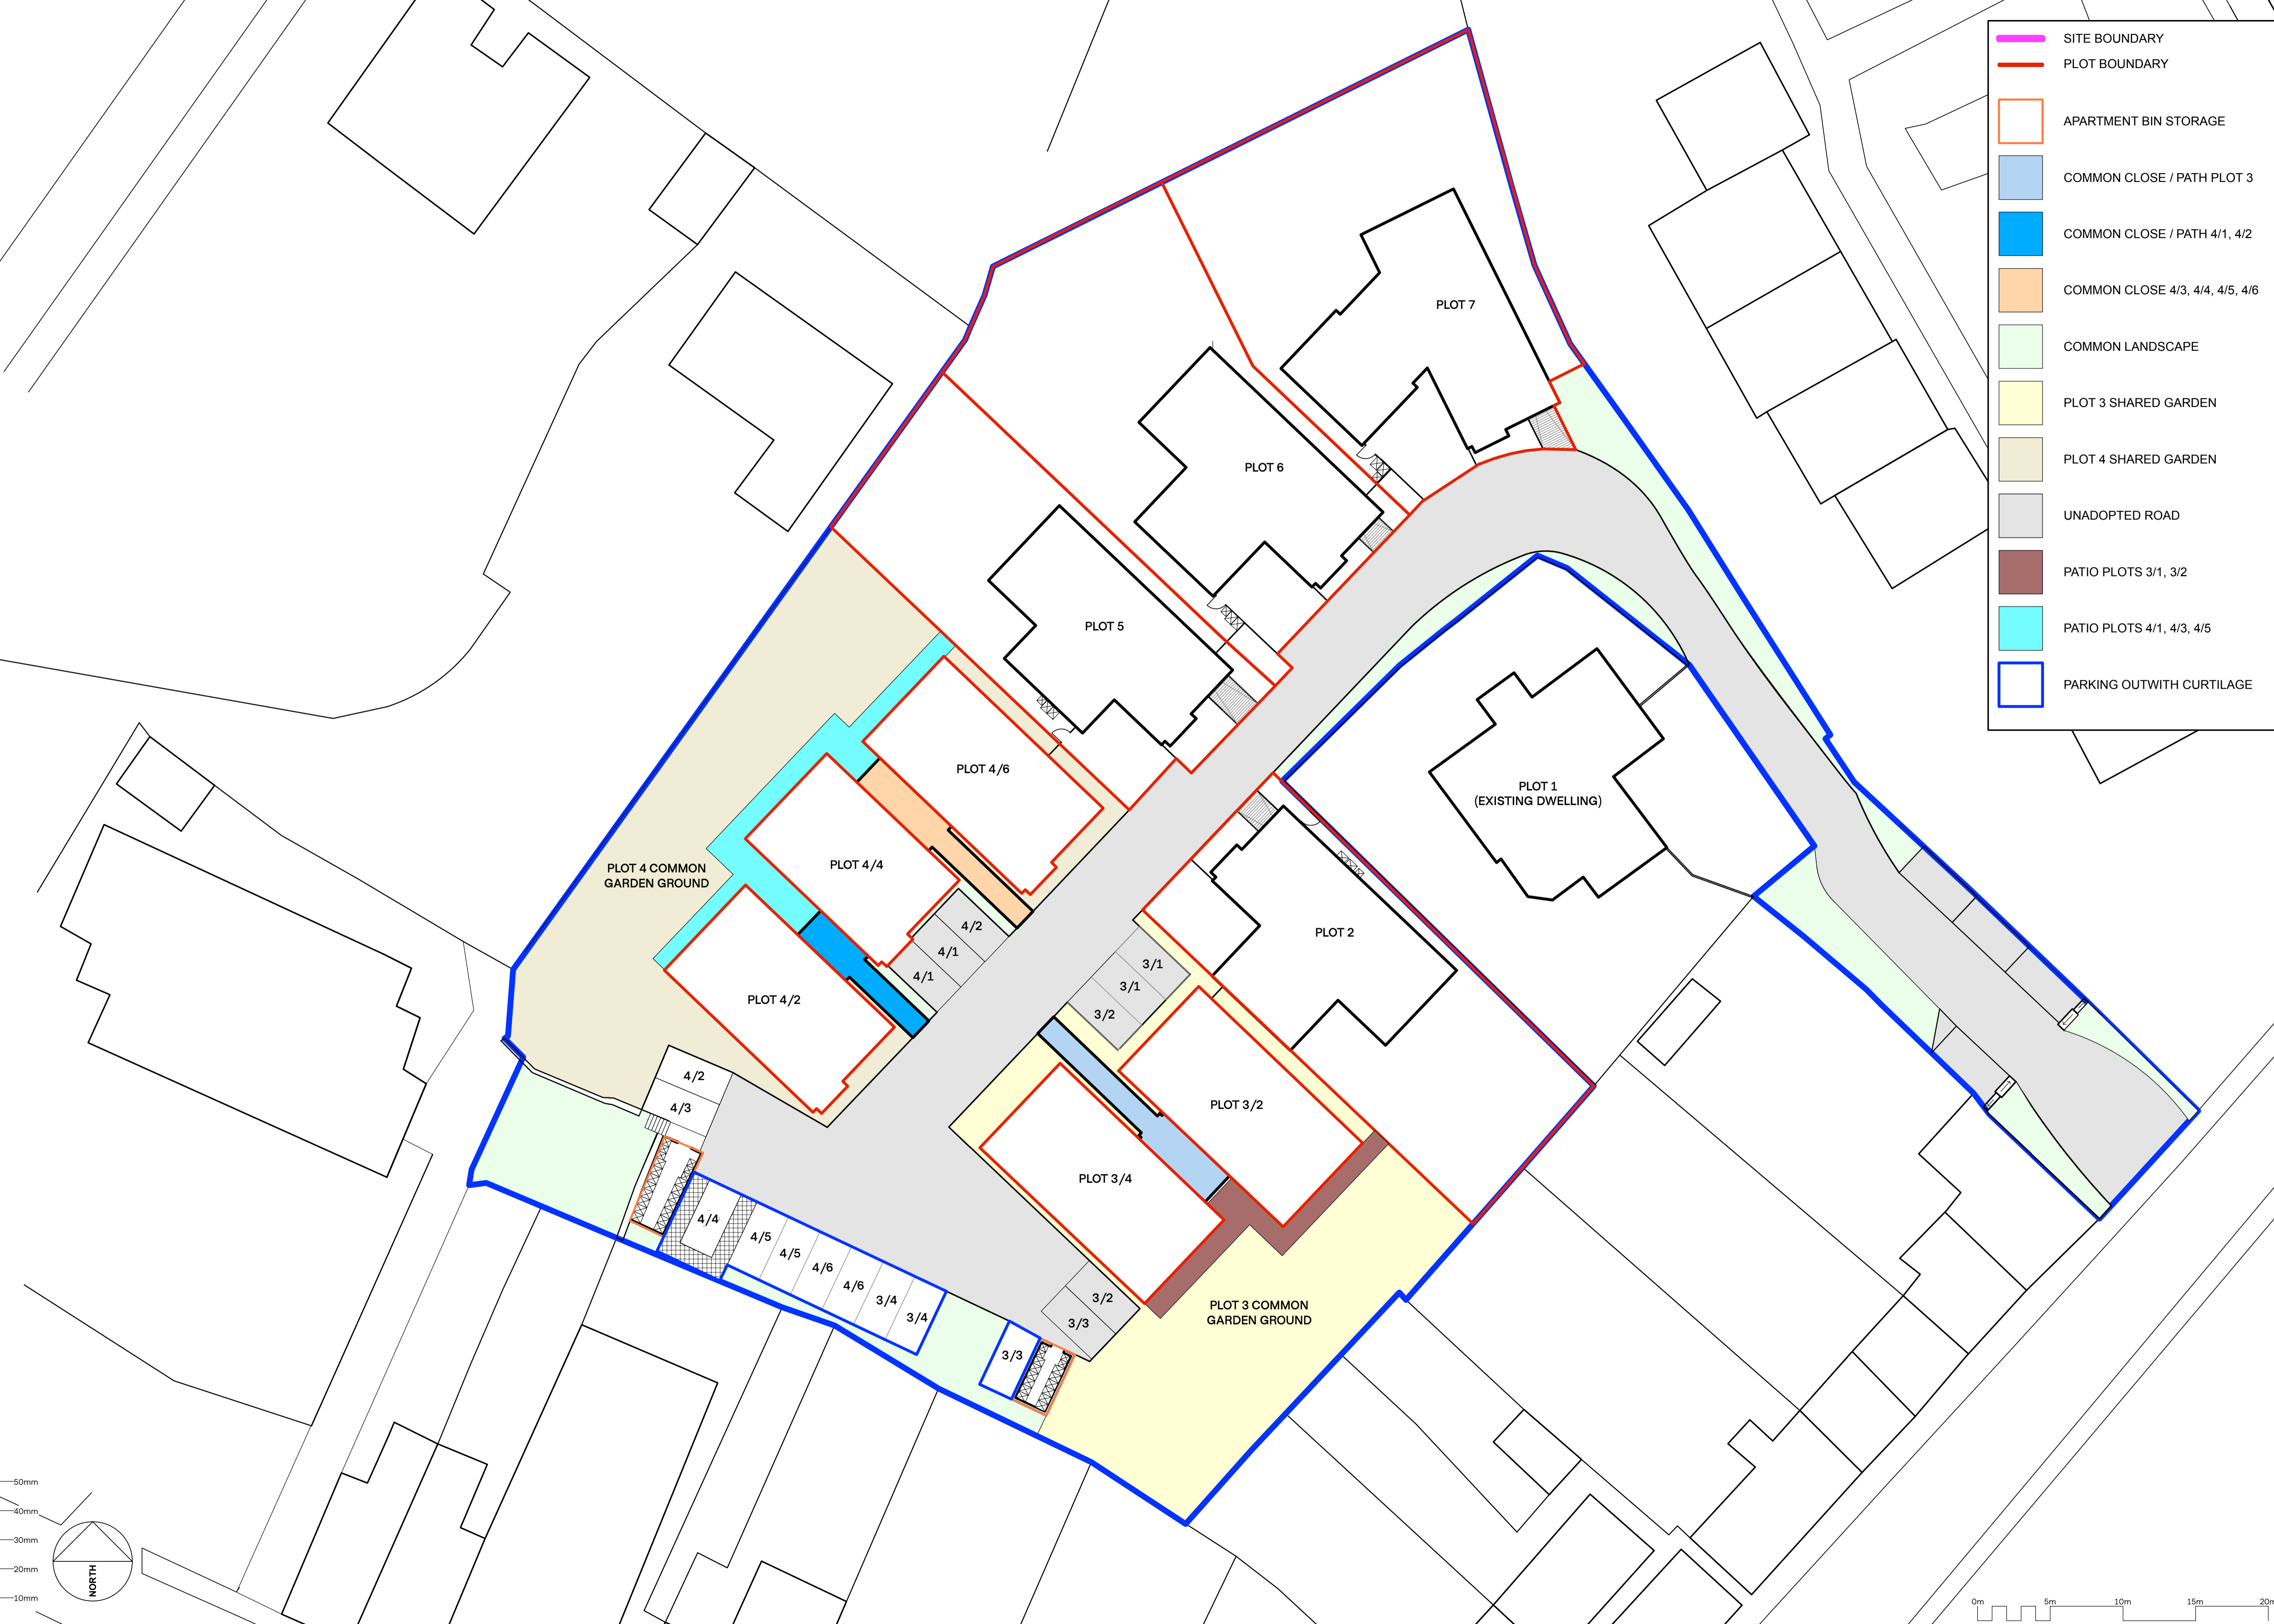 SITE BOUNDARY
PLOT BOUNDARY
APARTMENT BIN STORAGE
COMMON CLOSE / PATH PLOT 3
COMMON CLOSE / PATH 4/1, 4/2
COMMON CLOSE 4/3, 4/4, 4/5, 4/6
COMMON LANDSCAPE
PLOT 3 SHARED GARDEN
PLOT 4 SHARED GARDEN
UNADOPTED ROAD
PATIO PLOTS 3/1, 3/2
PATIO PLOTS 4/1, 4/3, 4/5
PARKING OUTWITH CURTILAGE
PLOT 7
PLOT 6
PLOT 5
PLOT 4/6
PLOT 1
(EXISTING DWELLING)
PLOT 4/4
PLOT 4 COMMON
GARDEN GROUND
4/2
4/1
4/1
PLOT 2
3/1
3/1
3/2
PLOT 4/2
4/2
4/3
PLOT 3/2
PLOT 3/4
4/4
4/5
4/5
4/6
4/6
3/4
3/4
3/2
3/3
3/3
PLOT 3 COMMON
GARDEN GROUND
50mm
40mm
30mm
20mm
10mm
NORTH
0m
5m
10m
15m
20m